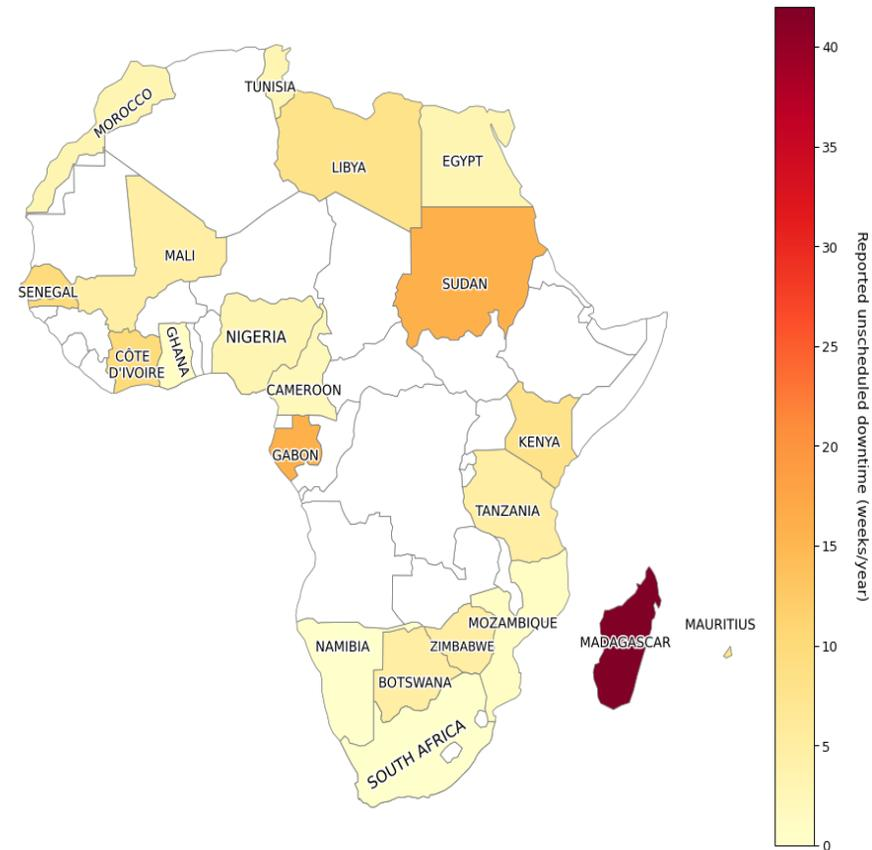 TUNISIA
MOROCCO
LIBYA
EGYPT
MALI
SENEGAL
SUDAN
NIGERIA
GHANA
CÔTE
D'IVOIRE
CAMEROON
GABON
KENYA
TANZANIA
MOZAMBIQUE
MAURITIUS
NAMIBIA
ZIMBABWE
MADAGASCAR
BOTSWANA
SOUTH AFRICA
40
35
30
25
20
15
10
5
0
Reported unscheduled downtime (weeks/year)